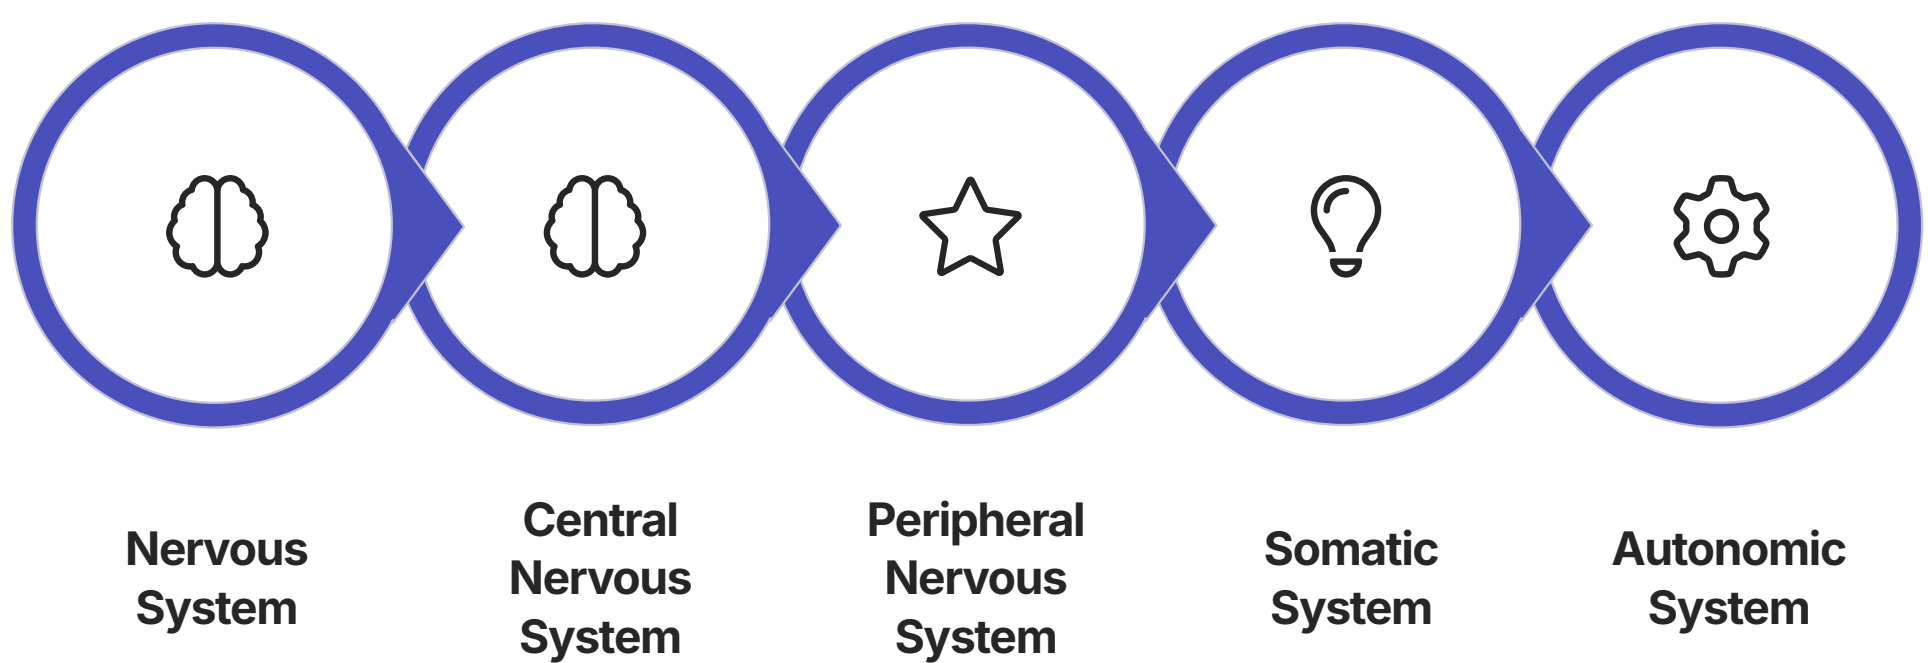 Nervous
System
Central
Nervous
System
Peripheral
Nervous
System
Somatic
System
Autonomic
System